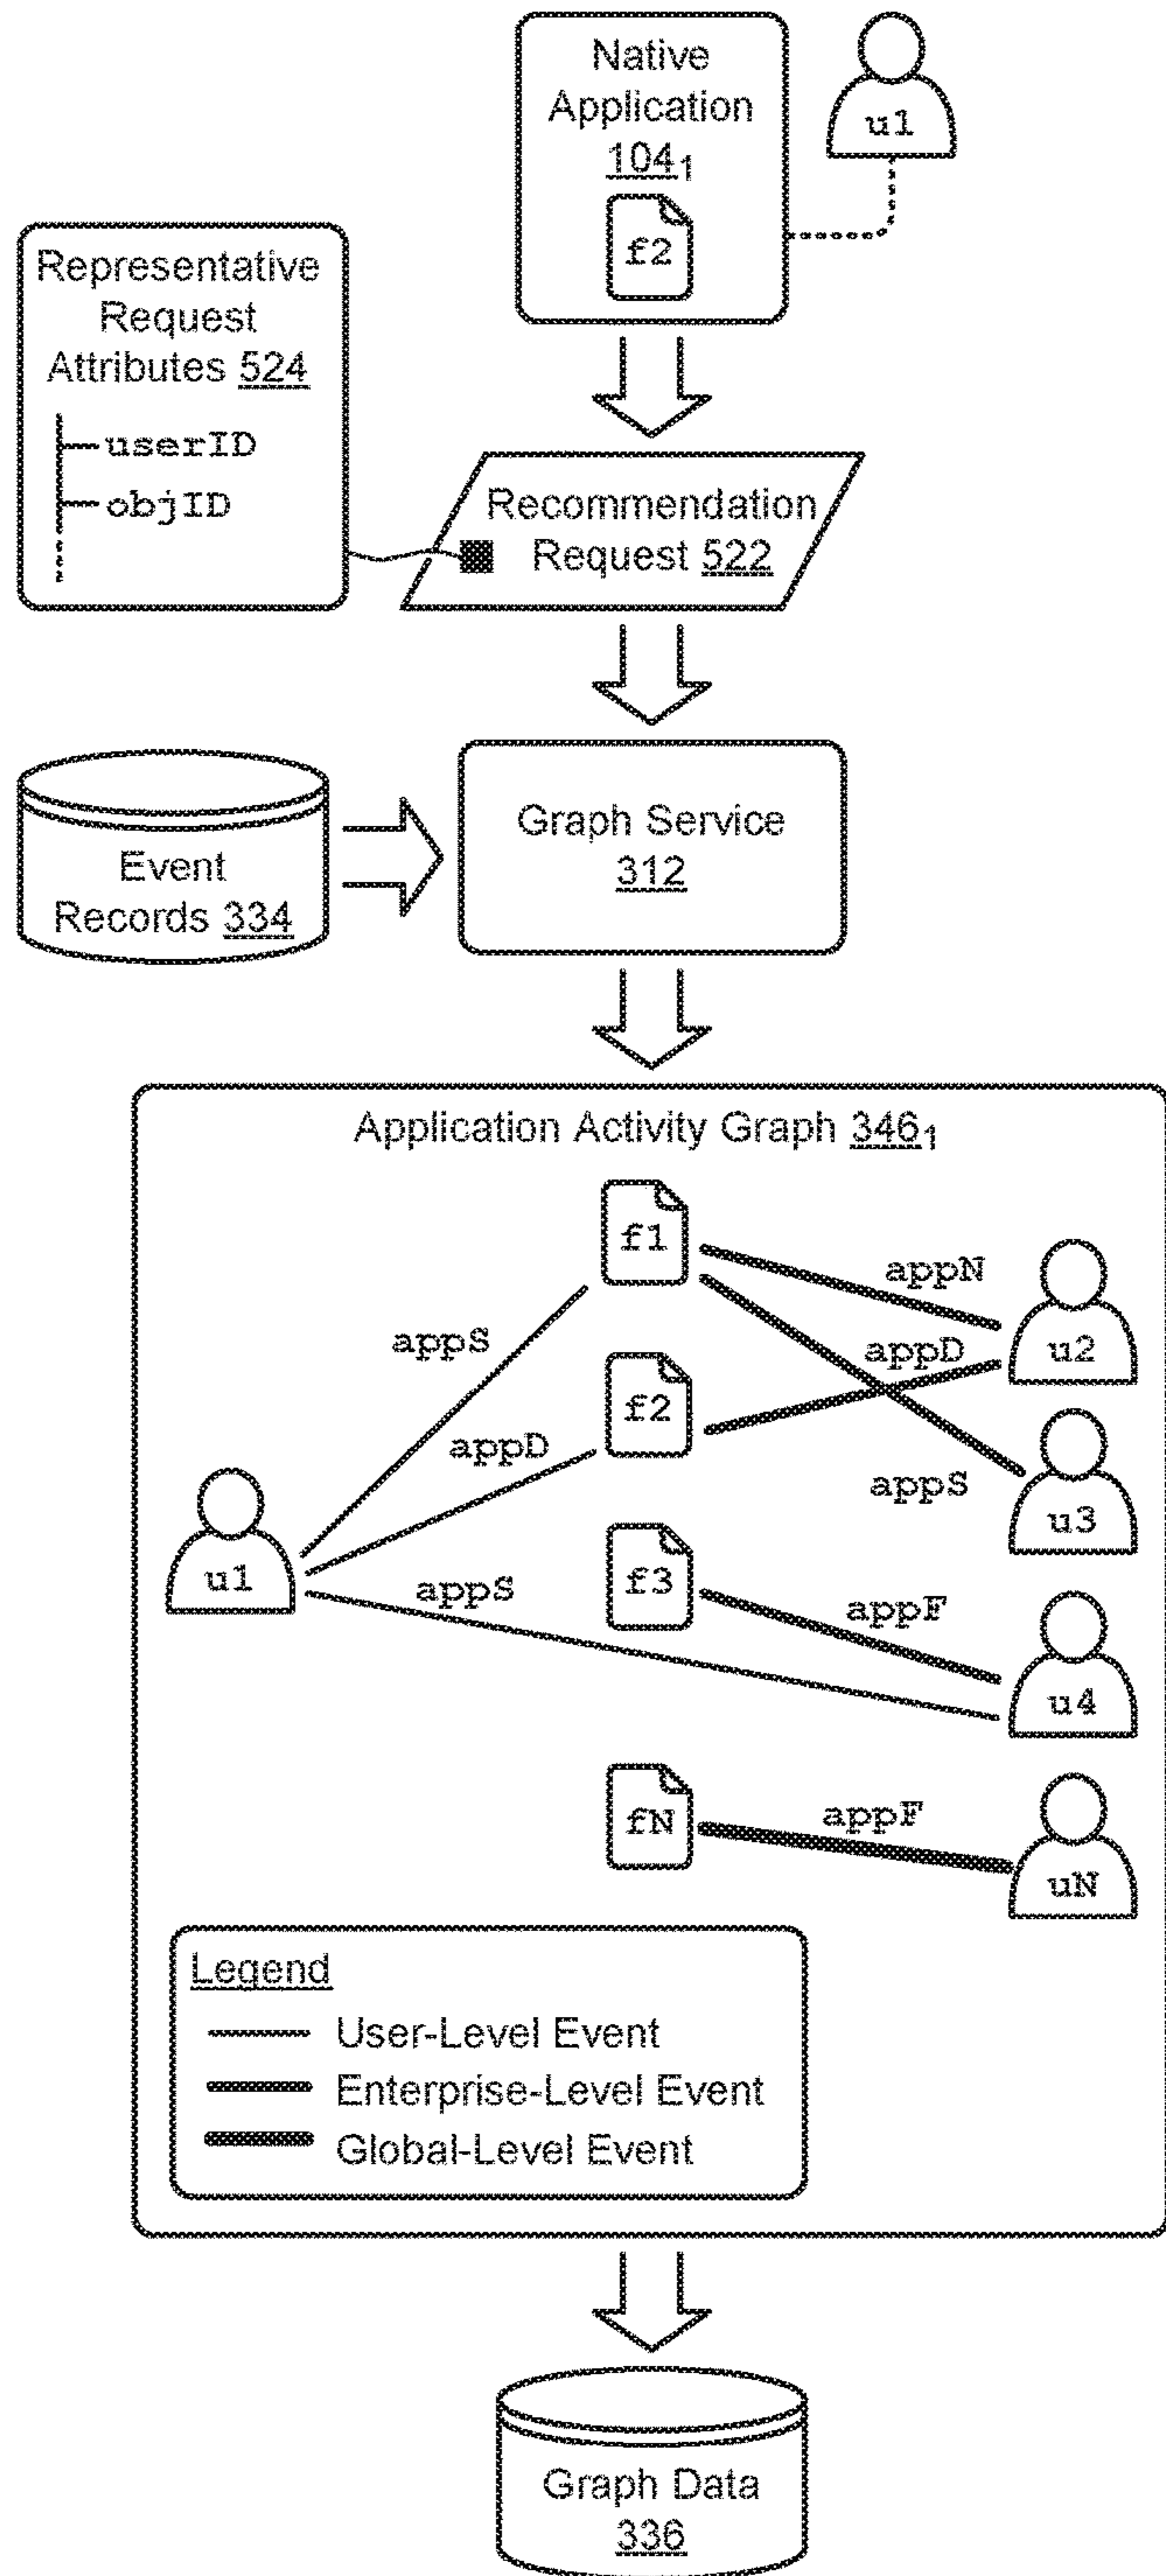 Native
Application
104₁
u1
f2
Representative
Request
Attributes 524
userID
objID
Recommendation
Request 522
Event
Records 334
Graph Service
312
Application Activity Graph 346₁
f1
appN
u2
appS
appD
f2
appD
appS
u3
u1
f3
appS
appF
u4
fN
appF
uN
Legend
User-Level Event
Enterprise-Level Event
Global-Level Event
Graph Data
336